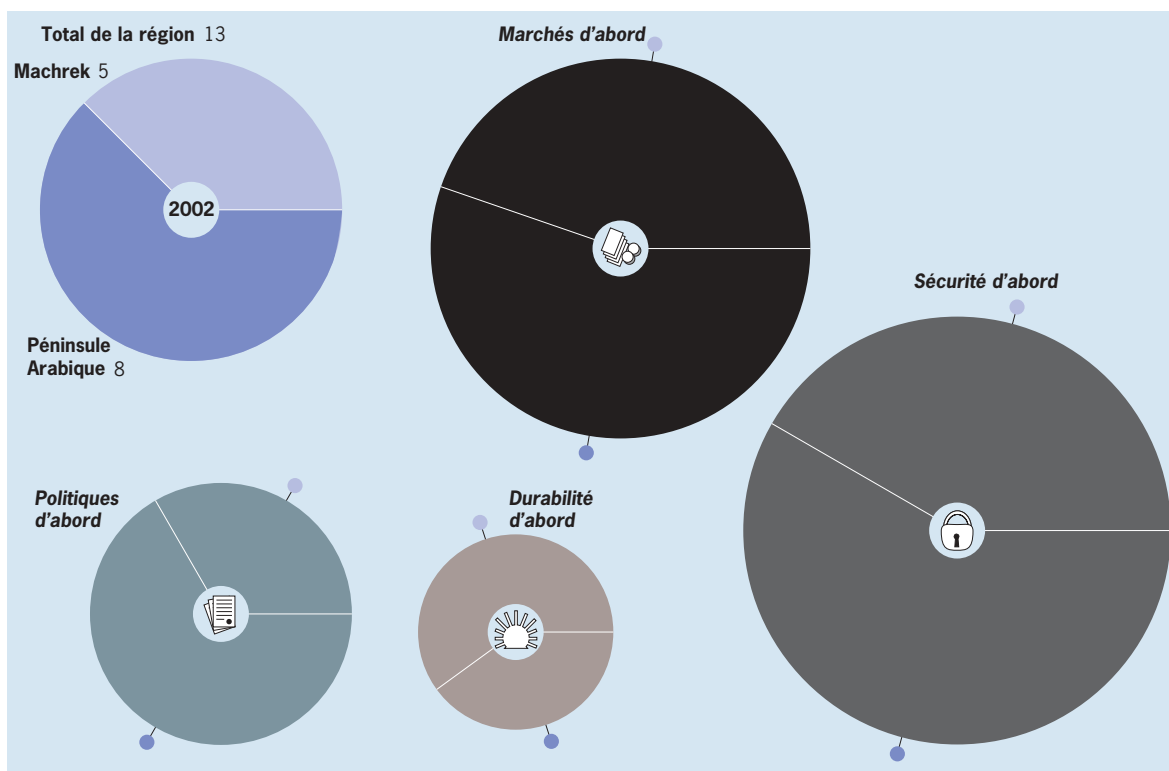 Total de la région 13
Machrek 5
2002
Péninsule
Arabique 8
Marchés d'abord
Sécurité d'abord
Politiques
d'abord
Durabilité
d'abord